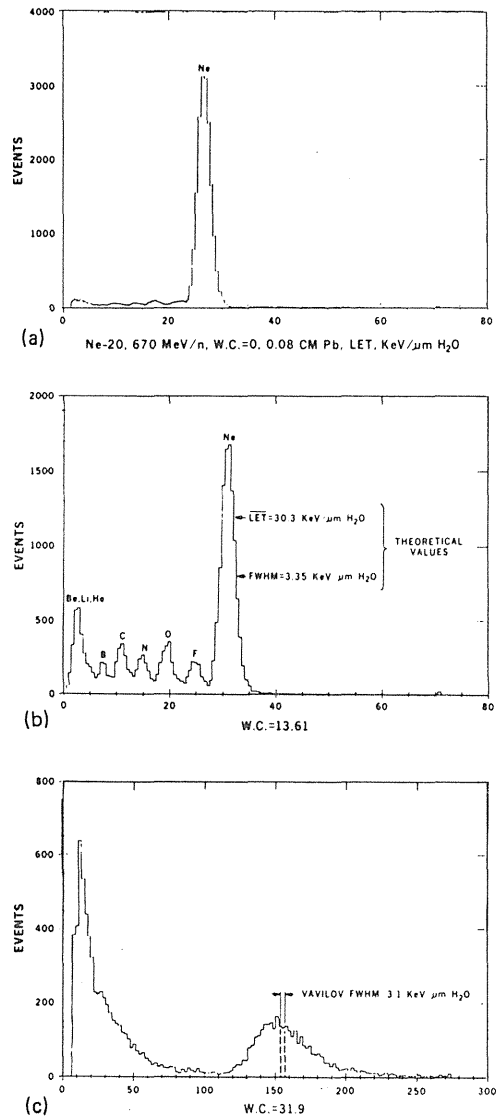 4000
3000
2000
1000
0
EVENTS
Ne
0 20 40 60 80
(a)
Ne-20, 670 MeV/n, W.C.=0, 0.08 CM Pb, LET, KeV/μm H₂O
2000
1500
1000
500
0
EVENTS
Ne
LET=30.3 KeV μm H₂O
FWHM=3.35 KeV μm H₂O
THEORETICAL
VALUES
Be,Li,He
B
C
N
O
F
0 20 40 60 80
(b)
W.C.=13.61
800
600
400
200
0
EVENTS
VAVILOV FWHM 3.1 KeV μm H₂O
0 50 100 150 200 250 300
(c)
W.C.=31.9